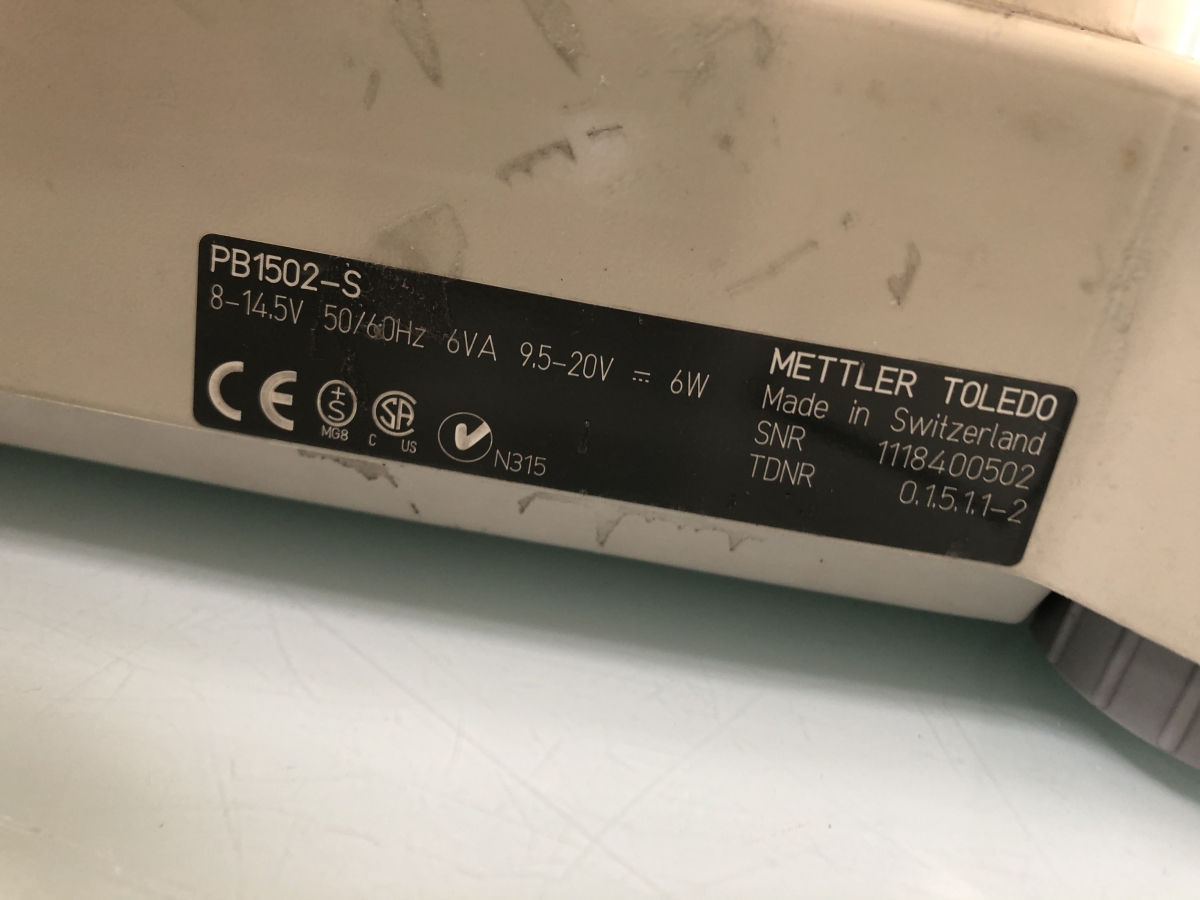 PB1502-S
8-14.5V 50/60Hz 6VA 9.5-20V ⎓ 6W
CE
+S
MG8
SA
C US
N315
METTLER TOLEDO
Made in Switzerland
SNR 1118400502
TDNR 0.1.5.1.1-2